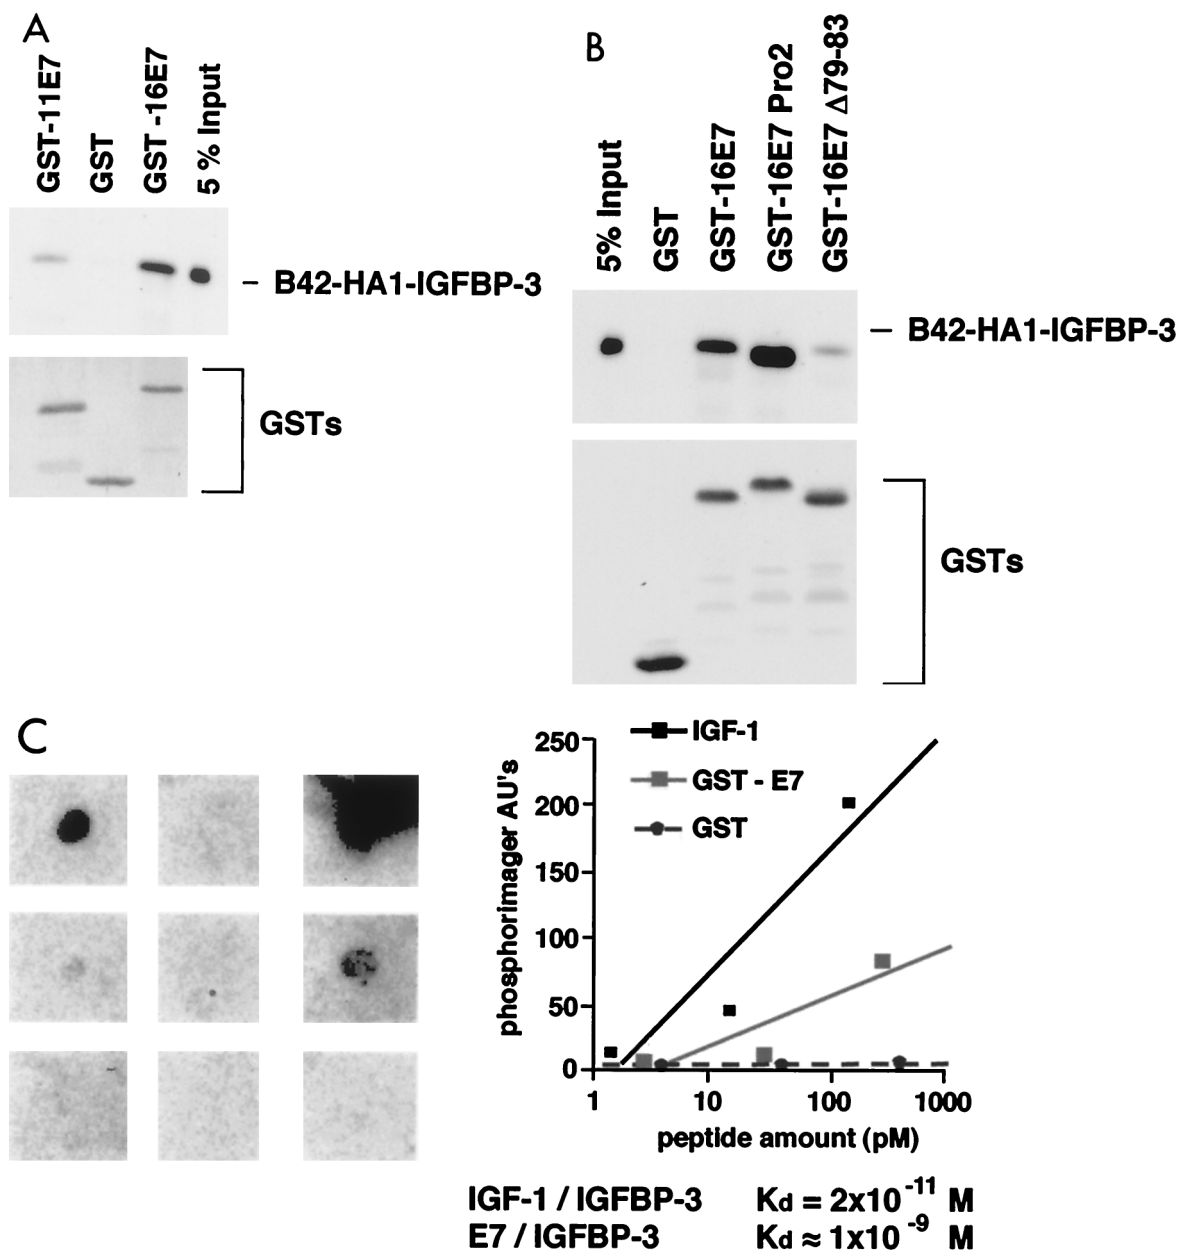 A
GST-11E7
GST
GST -16E7
5 % Input
B42-HA1-IGFBP-3
GSTs
B
5% Input
GST
GST-16E7
GST-16E7 Pro2
GST-16E7 Δ79-83
B42-HA1-IGFBP-3
GSTs
C
IGF-1
GST - E7
GST
phosphorimager AU's
250
200
150
100
50
0
1 10 100 1000
peptide amount (pM)
IGF-1 / IGFBP-3 Kd = 2x10 -11 M
E7 / IGFBP-3 Kd ≈ 1x10 -9 M